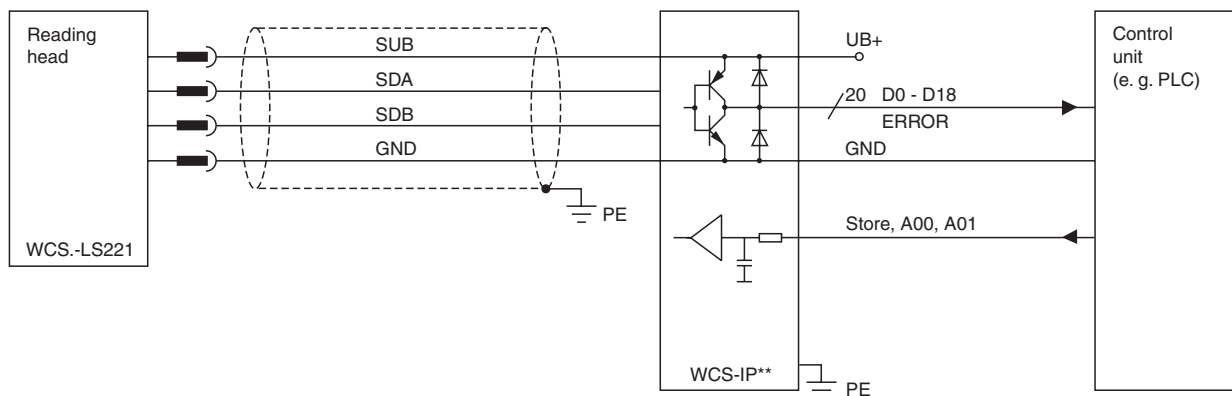 Reading
head
WCS.-LS221
SUB
SDA
SDB
GND
PE
WCS-IP**
PE
UB+
20 D0 - D18
ERROR
GND
Store, A00, A01
Control
unit
(e. g. PLC)